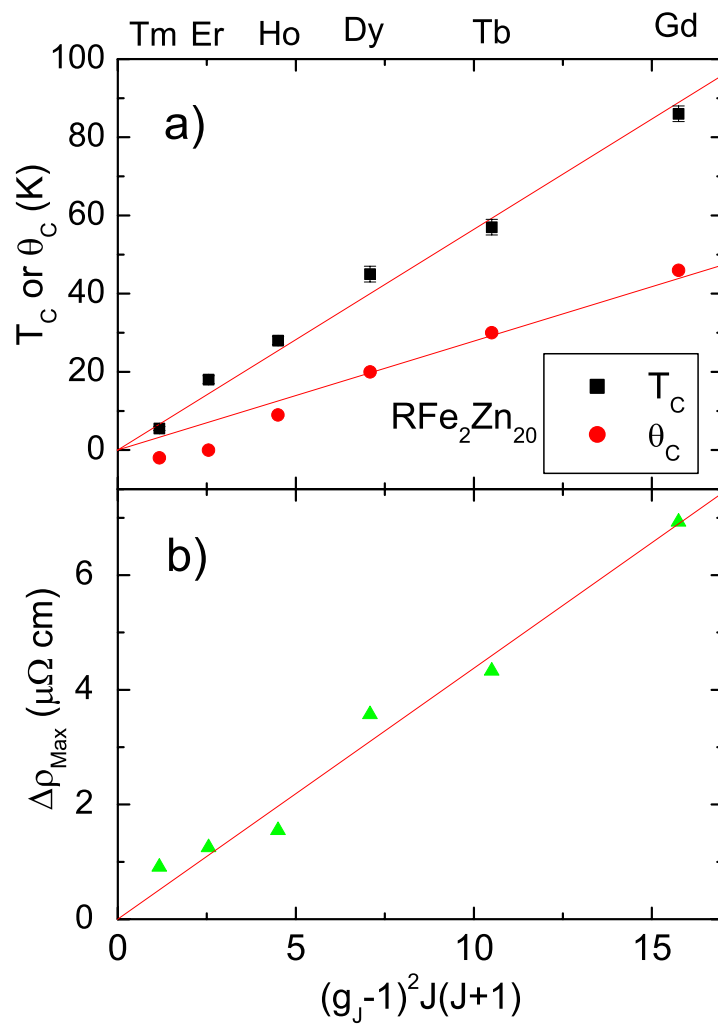 Tm Er Ho Dy Tb Gd
100
a)
80
60
40
20
0
T_C or θ_C (K)
RFe₂Zn₂₀
T_C
θ_C
b)
6
4
2
0
Δρ_Max (μΩ cm)
0 5 10 15
(g_J-1)²J(J+1)